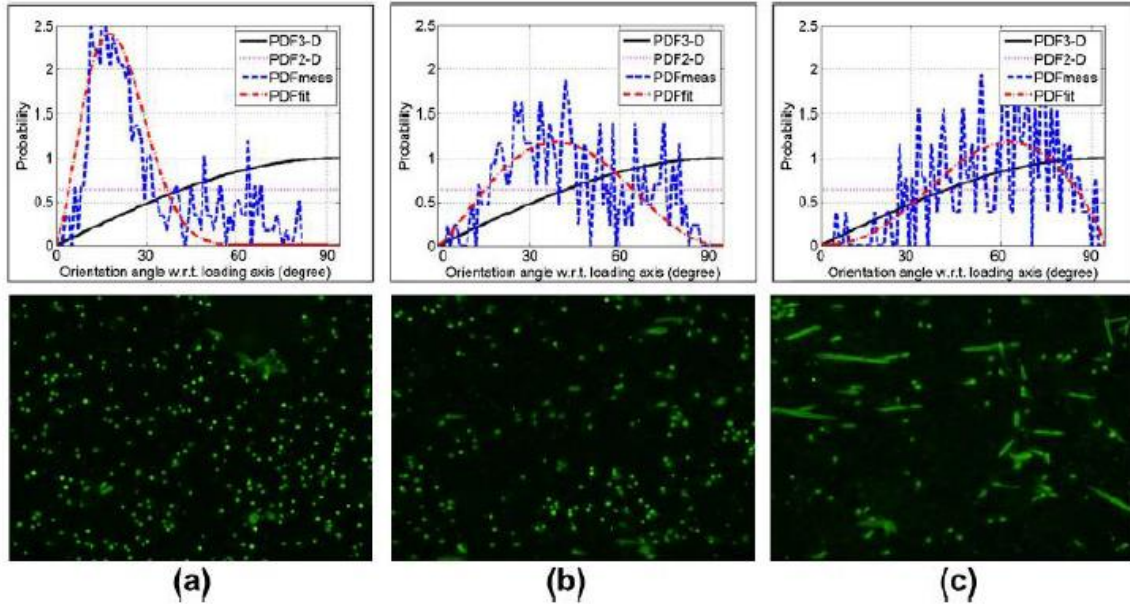 2.5
2
1.5
1
0.5
0
Probability
PDF3-D
PDF2-D
PDFmeas
PDFfit
0 30 60 90
Orientation angle w.r.t. loading axis (degree)
2.5
2
1.5
1
0.5
0
Probability
PDF3-D
PDF2-D
PDFmeas
PDFfit
0 30 60 90
Orientation angle w.r.t. loading axis (degree)
2.5
2
1.5
1
0.5
0
Probability
PDF3-D
PDF2-D
PDFmeas
PDFfit
0 30 60 90
Orientation angle w.r.t. loading axis (degree)
(a) (b) (c)